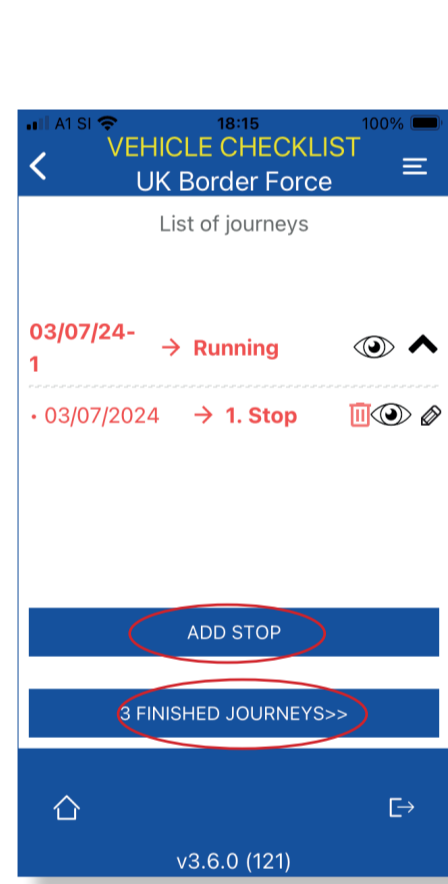 A1 SI 18:15 100%
VEHICLE CHECKLIST
UK Border Force
List of journeys
03/07/24-
1 → Running
• 03/07/2024 → 1. Stop
ADD STOP
3 FINISHED JOURNEYS>>
v3.6.0 (121)